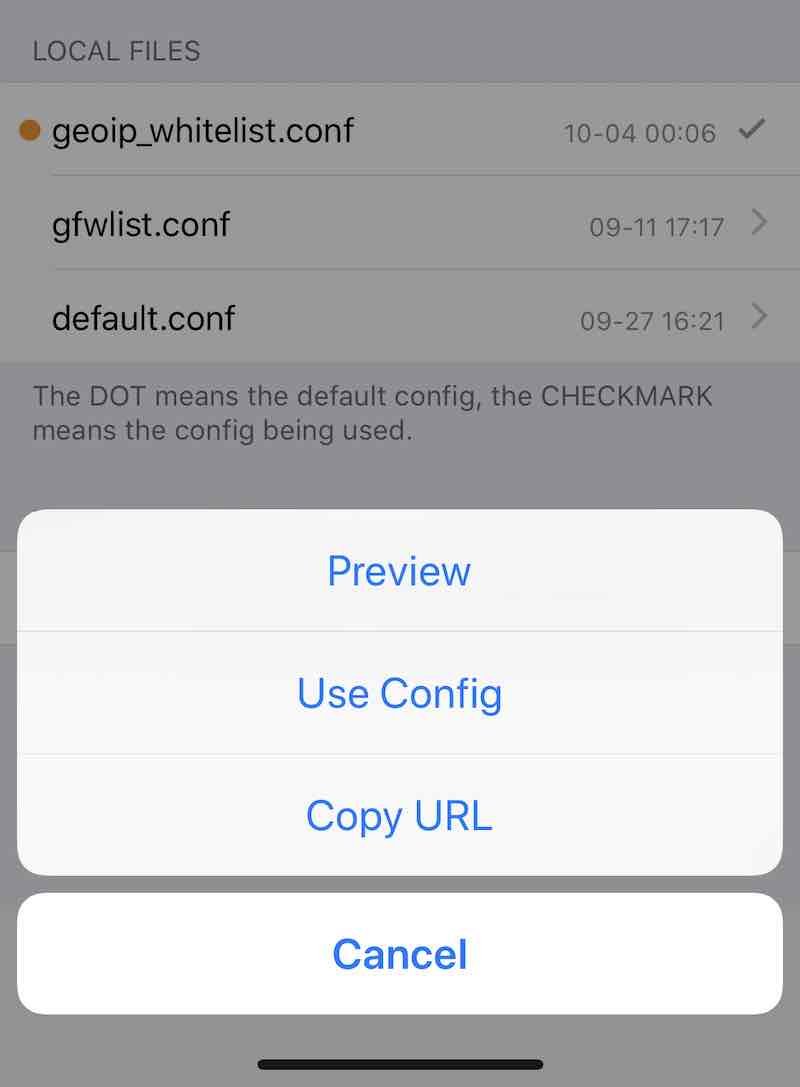 LOCAL FILES
geoip_whitelist.conf 10-04 00:06
gfwlist.conf 09-11 17:17
default.conf 09-27 16:21
The DOT means the default config, the CHECKMARK
means the config being used.
Preview
Use Config
Copy URL
Cancel